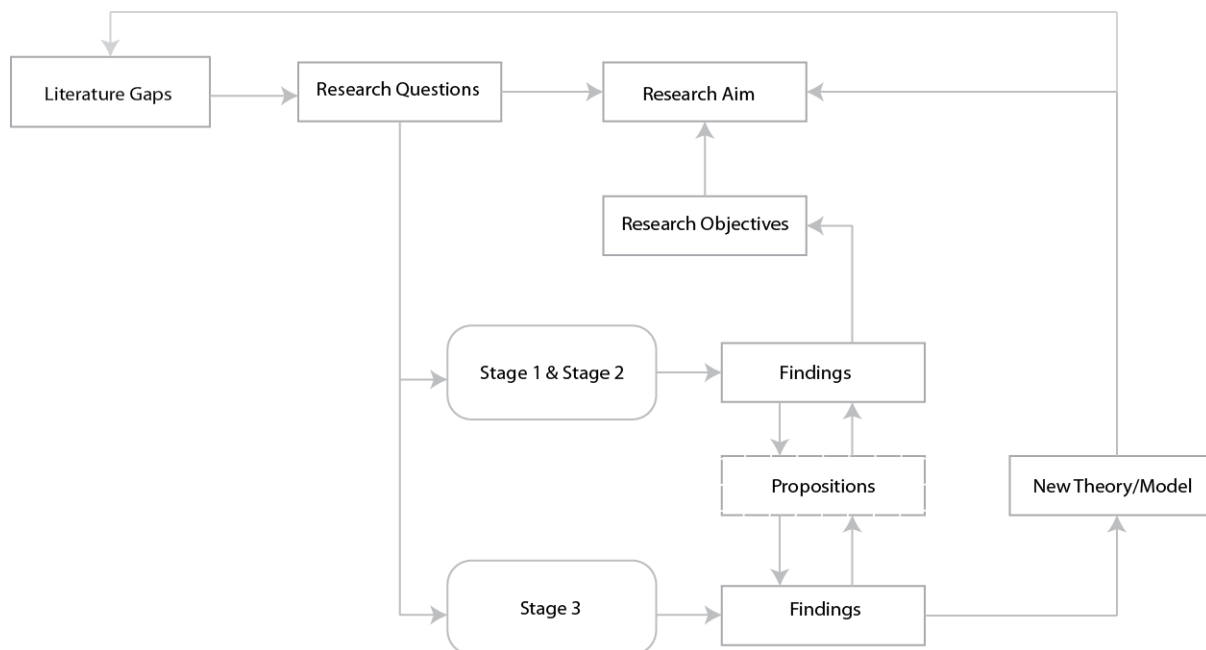 Literature Gaps
Research Questions
Research Aim
Research Objectives
Stage 1 & Stage 2
Findings
Propositions
New Theory/Model
Stage 3
Findings